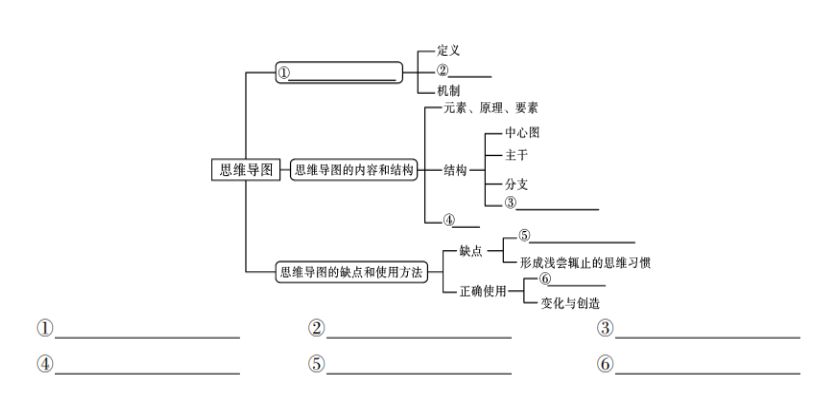 定义
①
②
机制
元素、原理、要素
中心图
主干
思维导图
思维导图的内容和结构
结构
分支
③
④
⑤
缺点
形成浅尝辄止的思维习惯
思维导图的缺点和使用方法
⑥
正确使用
变化与创造
① ② ③
④ ⑤ ⑥